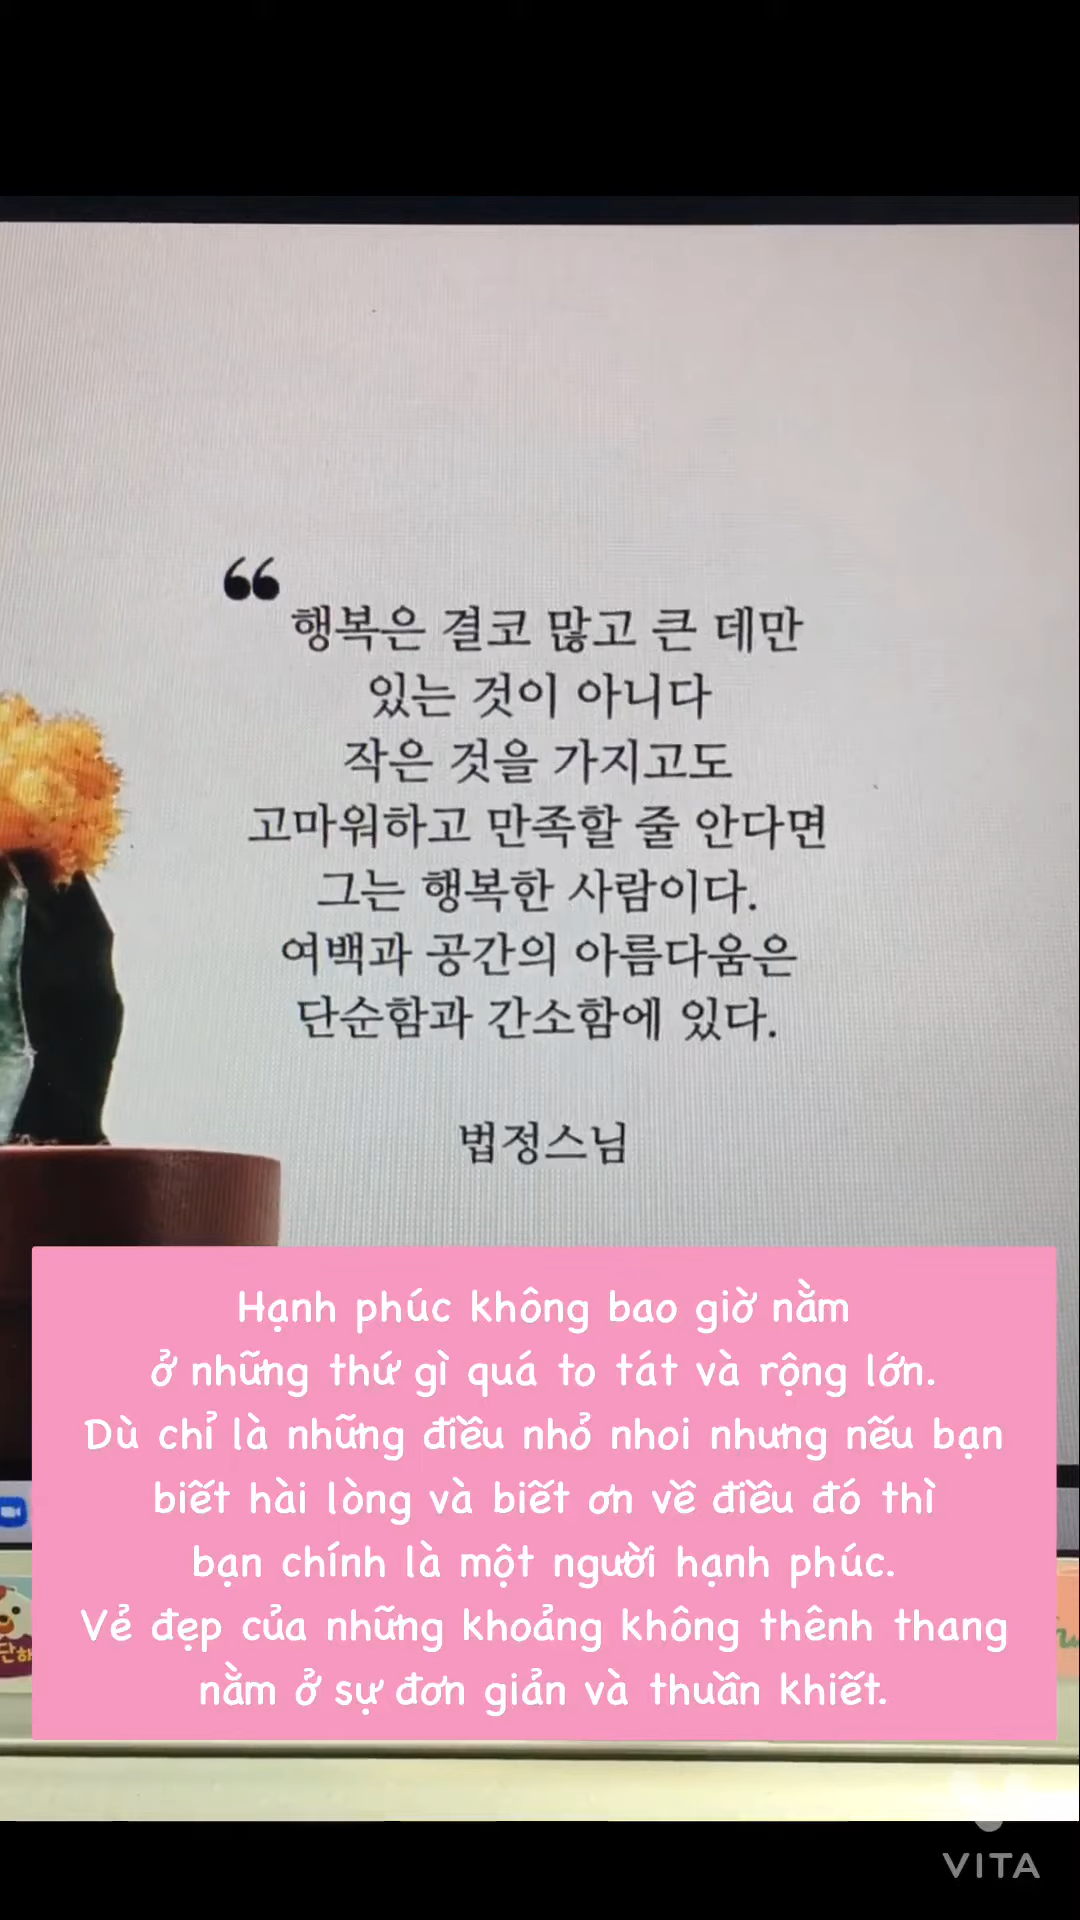 ❝
행복은 결코 많고 큰 데만
있는 것이 아니다
작은 것을 가지고도
고마워하고 만족할 줄 안다면
그는 행복한 사람이다.
여백과 공간의 아름다움은
단순함과 간소함에 있다.
법정스님
Hạnh phúc không bao giờ nằm
ở những thứ gì quá to tát và rộng lớn.
Dù chỉ là những điều nhỏ nhoi nhưng nếu bạn
biết hài lòng và biết ơn về điều đó thì
bạn chính là một người hạnh phúc.
Vẻ đẹp của những khoảng không thênh thang
nằm ở sự đơn giản và thuần khiết.
VITA